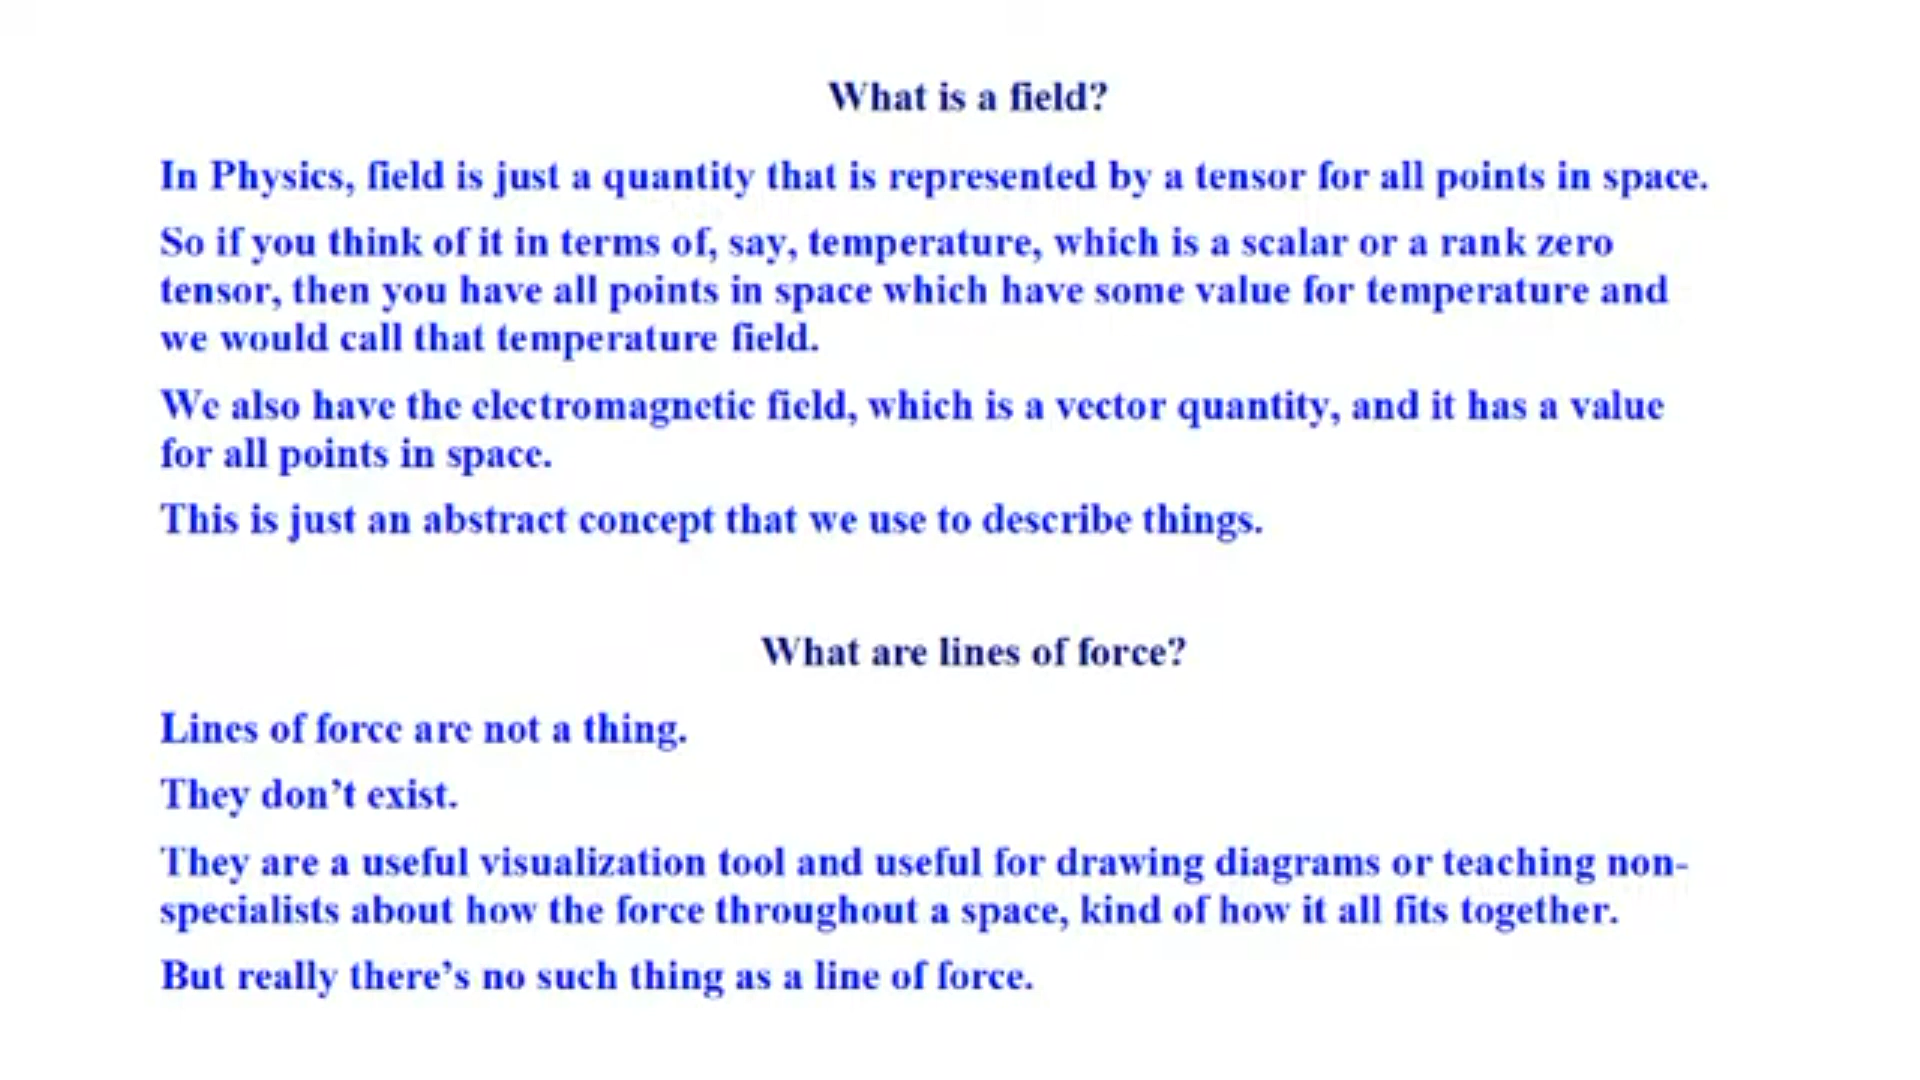 What is a field?
In Physics, field is just a quantity that is represented by a tensor for all points in space.
So if you think of it in terms of, say, temperature, which is a scalar or a rank zero
tensor, then you have all points in space which have some value for temperature and
we would call that temperature field.
We also have the electromagnetic field, which is a vector quantity, and it has a value
for all points in space.
This is just an abstract concept that we use to describe things.
What are lines of force?
Lines of force are not a thing.
They don’t exist.
They are a useful visualization tool and useful for drawing diagrams or teaching non-
specialists about how the force throughout a space, kind of how it all fits together.
But really there’s no such thing as a line of force.